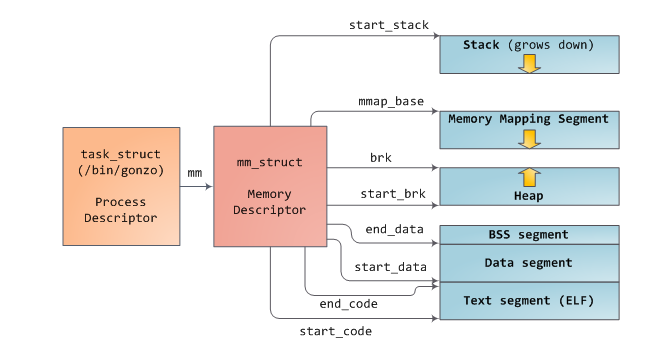 start_stack
Stack (grows down)
mmap_base
Memory Mapping Segment
task_struct
(/bin/gonzo)
Process
Descriptor
mm
mm_struct
Memory
Descriptor
brk
start_brk
Heap
end_data
BSS segment
start_data
Data segment
end_code
Text segment (ELF)
start_code